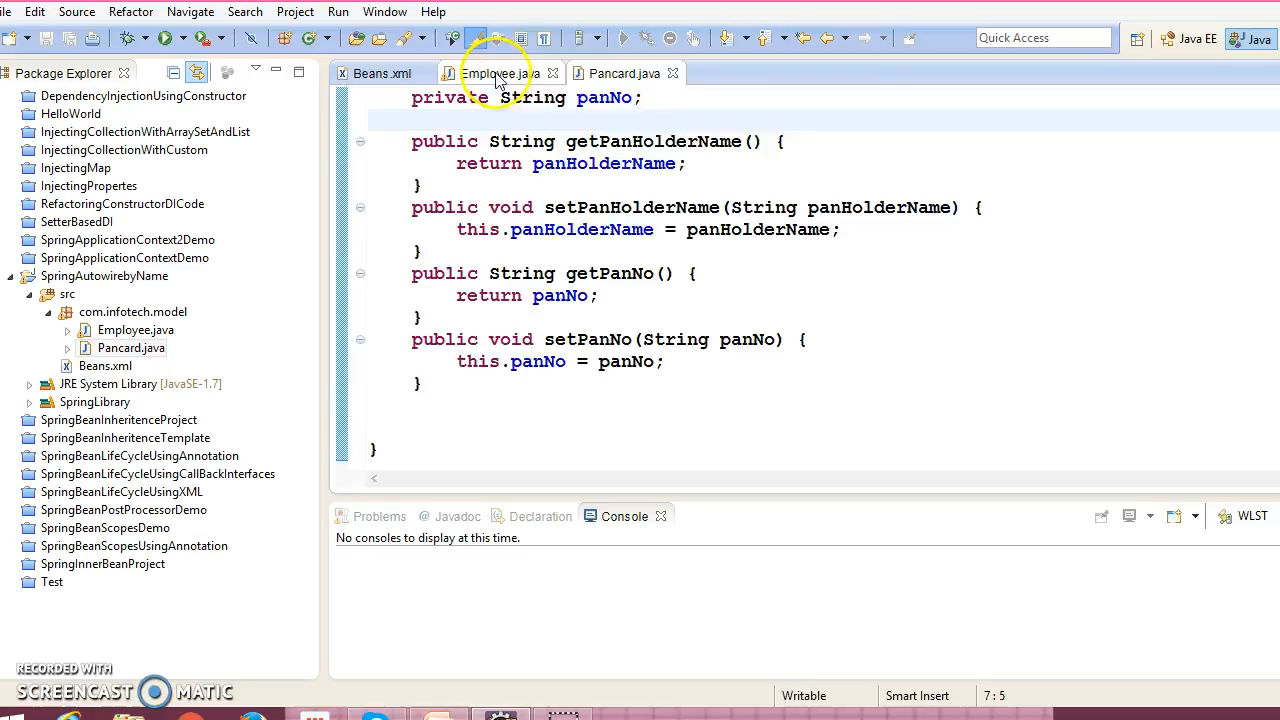 ile Edit Source Refactor Navigate Search Project Run Window Help
Quick Access Java EE Java
Package Explorer
Beans.xml Employee.java Pancard.java
DependencyInjectionUsingConstructor
HelloWorld
InjectingCollectionWithArraySetAndList
InjectingCollectionWithCustom
InjectingMap
InjectingPropertes
RefactoringConstructorDICode
SetterBasedDI
SpringApplicationContext2Demo
SpringApplicationContextDemo
SpringAutowirebyName
src
com.infotech.model
Employee.java
Pancard.java
Beans.xml
JRE System Library [JavaSE-1.7]
SpringLibrary
SpringBeanInheritenceProject
SpringBeanInheritenceTemplate
SpringBeanLifeCycleUsingAnnotation
SpringBeanLifeCycleUsingCallBackInterfaces
SpringBeanLifeCycleUsingXML
SpringBeanPostProcessorDemo
SpringBeanScopesDemo
SpringBeanScopesUsingAnnotation
SpringInnerBeanProject
Test
private String panNo;
public String getPanHolderName() {
return panHolderName;
}
public void setPanHolderName(String panHolderName) {
this.panHolderName = panHolderName;
}
public String getPanNo() {
return panNo;
}
public void setPanNo(String panNo) {
this.panNo = panNo;
}
}
Problems @ Javadoc Declaration Console WLST
No consoles to display at this time.
RECORDED WITH
SCREENCAST MATIC
Writable Smart Insert 7 : 5